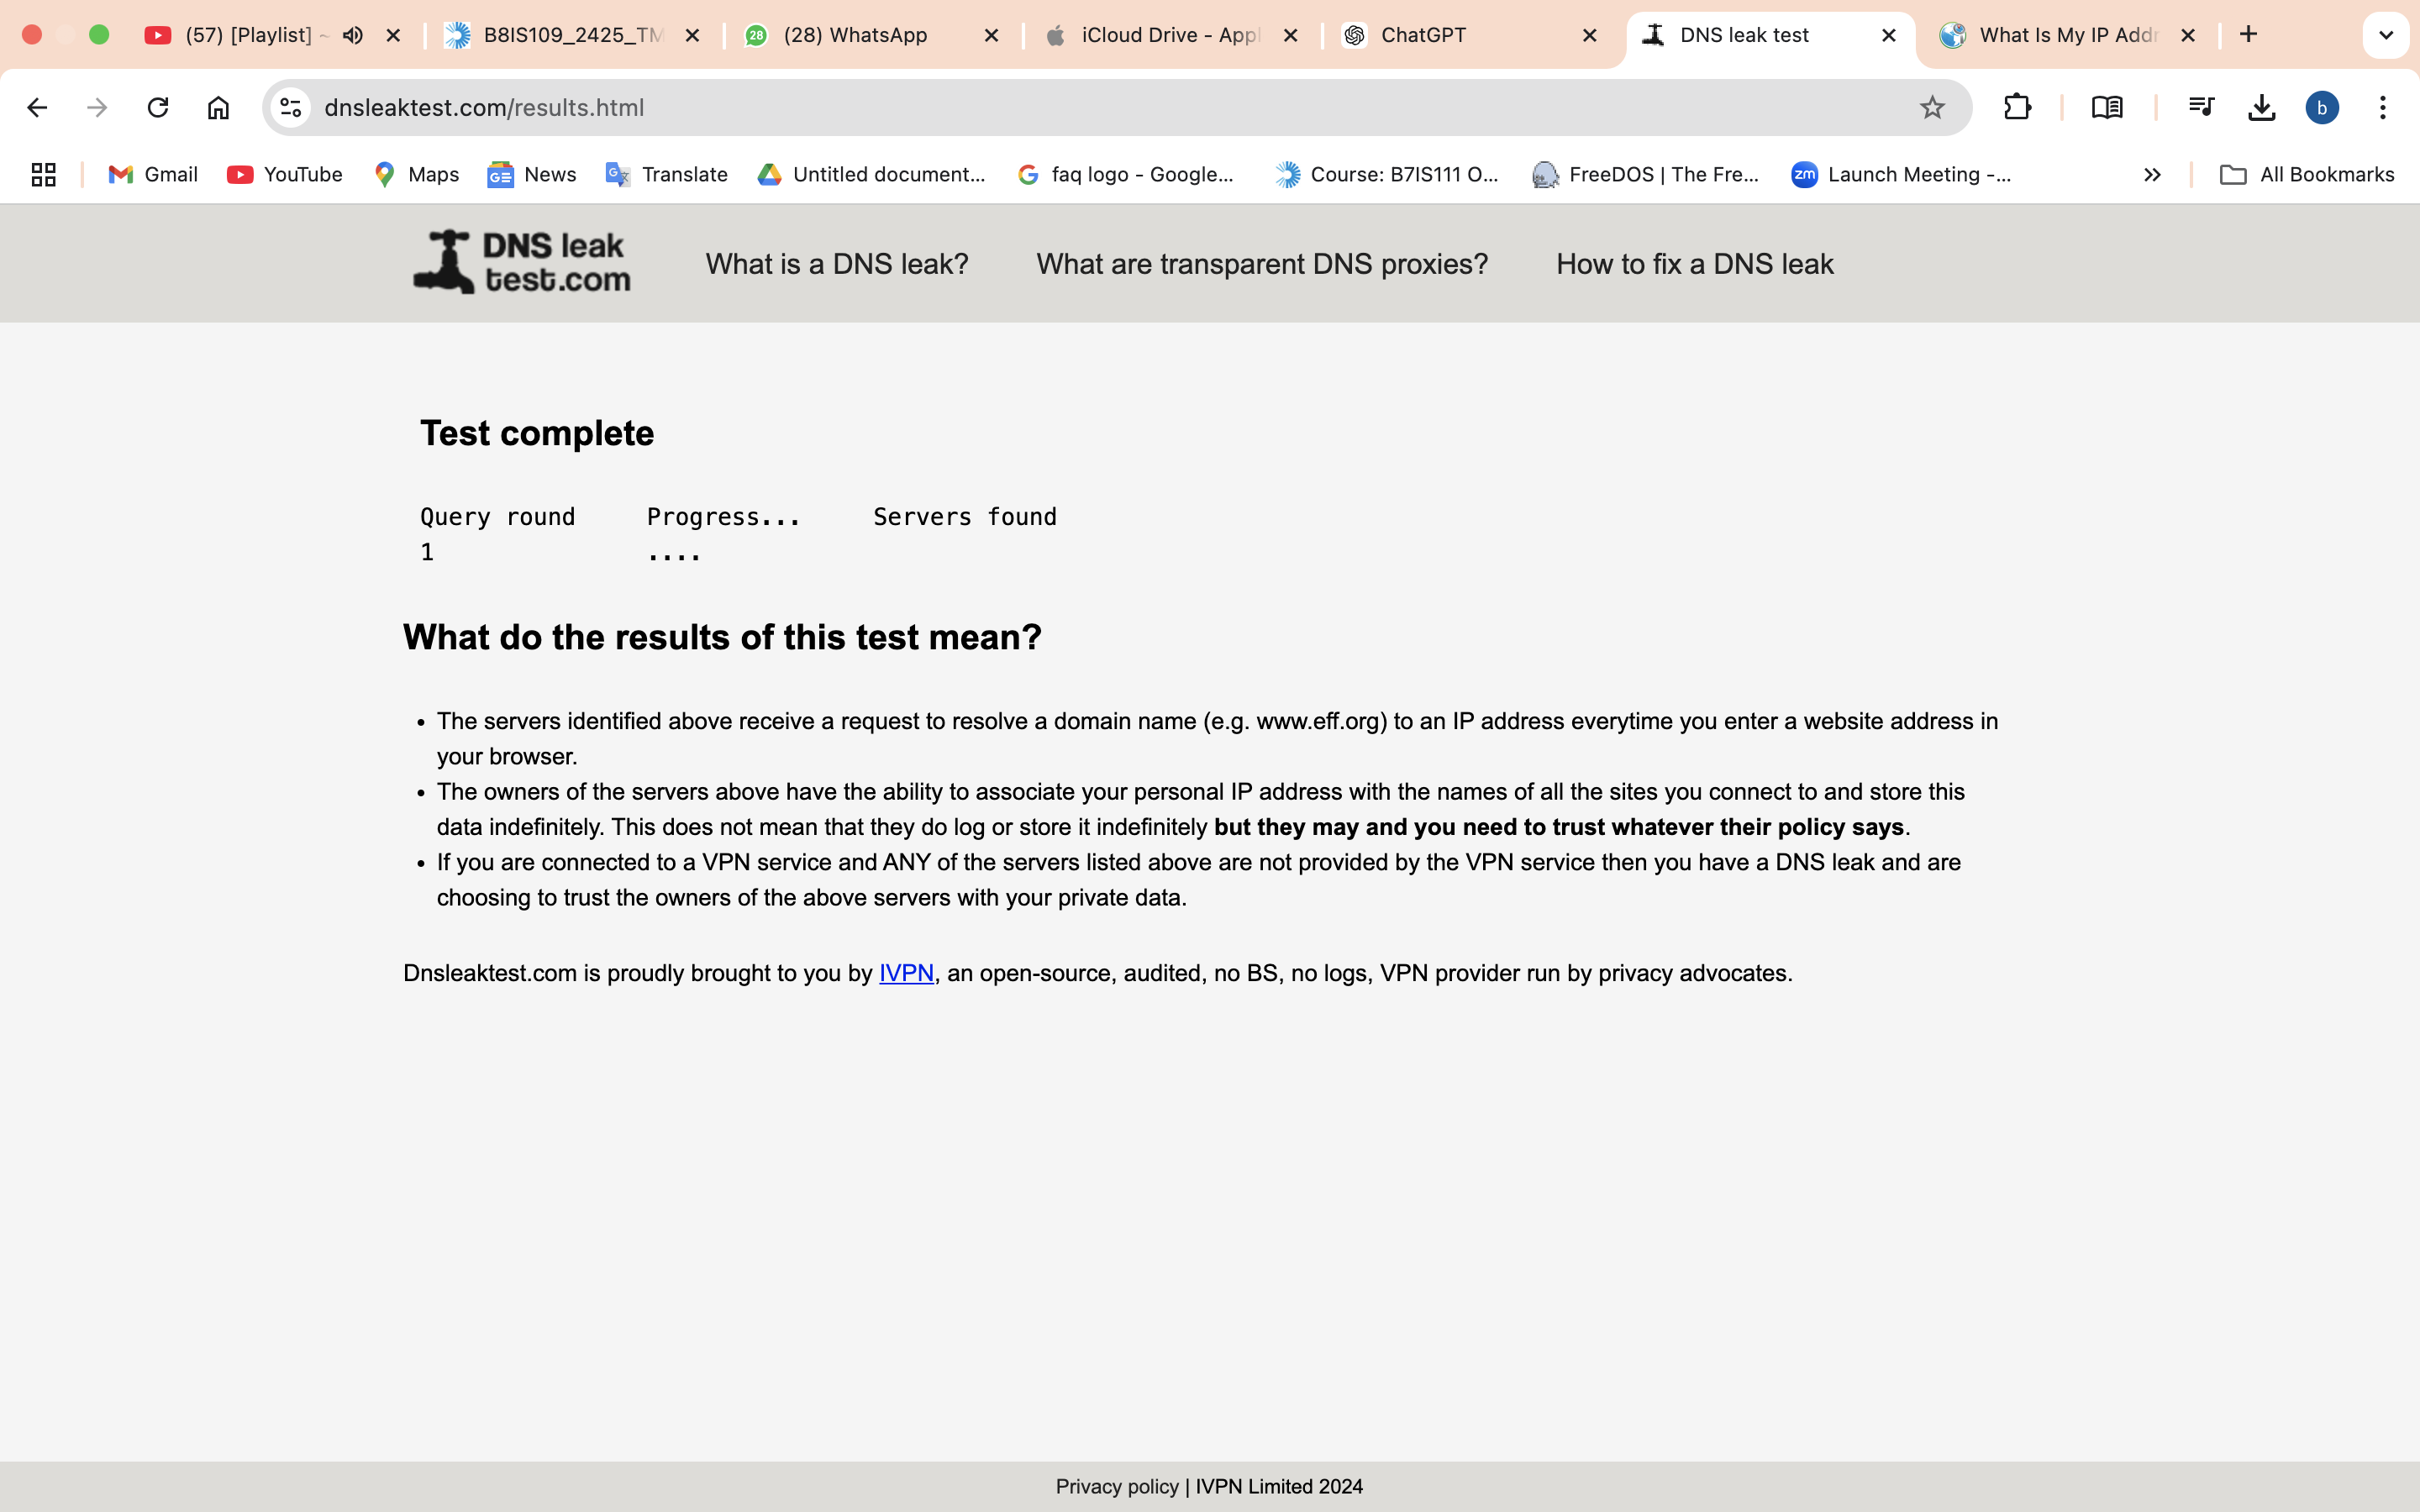 (57) [Playlist] ~
B8IS109_2425_TM
28
(28) WhatsApp
iCloud Drive - Appl
ChatGPT
DNS leak test
What Is My IP Addr
dnsleaktest.com/results.html
b
Gmail
YouTube
Maps
GE
News
G
Translate
Untitled document...
faq logo - Google...
Course: B7IS111 O...
FreeDOS | The Fre...
zm
Launch Meeting -...
All Bookmarks
DNS leak
test.com
What is a DNS leak?
What are transparent DNS proxies?
How to fix a DNS leak
Test complete
Query round Progress... Servers found
1 ....
What do the results of this test mean?
• The servers identified above receive a request to resolve a domain name (e.g. www.eff.org) to an IP address everytime you enter a website address in
your browser.
• The owners of the servers above have the ability to associate your personal IP address with the names of all the sites you connect to and store this
data indefinitely. This does not mean that they do log or store it indefinitely but they may and you need to trust whatever their policy says.
• If you are connected to a VPN service and ANY of the servers listed above are not provided by the VPN service then you have a DNS leak and are
choosing to trust the owners of the above servers with your private data.
Dnsleaktest.com is proudly brought to you by IVPN, an open-source, audited, no BS, no logs, VPN provider run by privacy advocates.
Privacy policy | IVPN Limited 2024